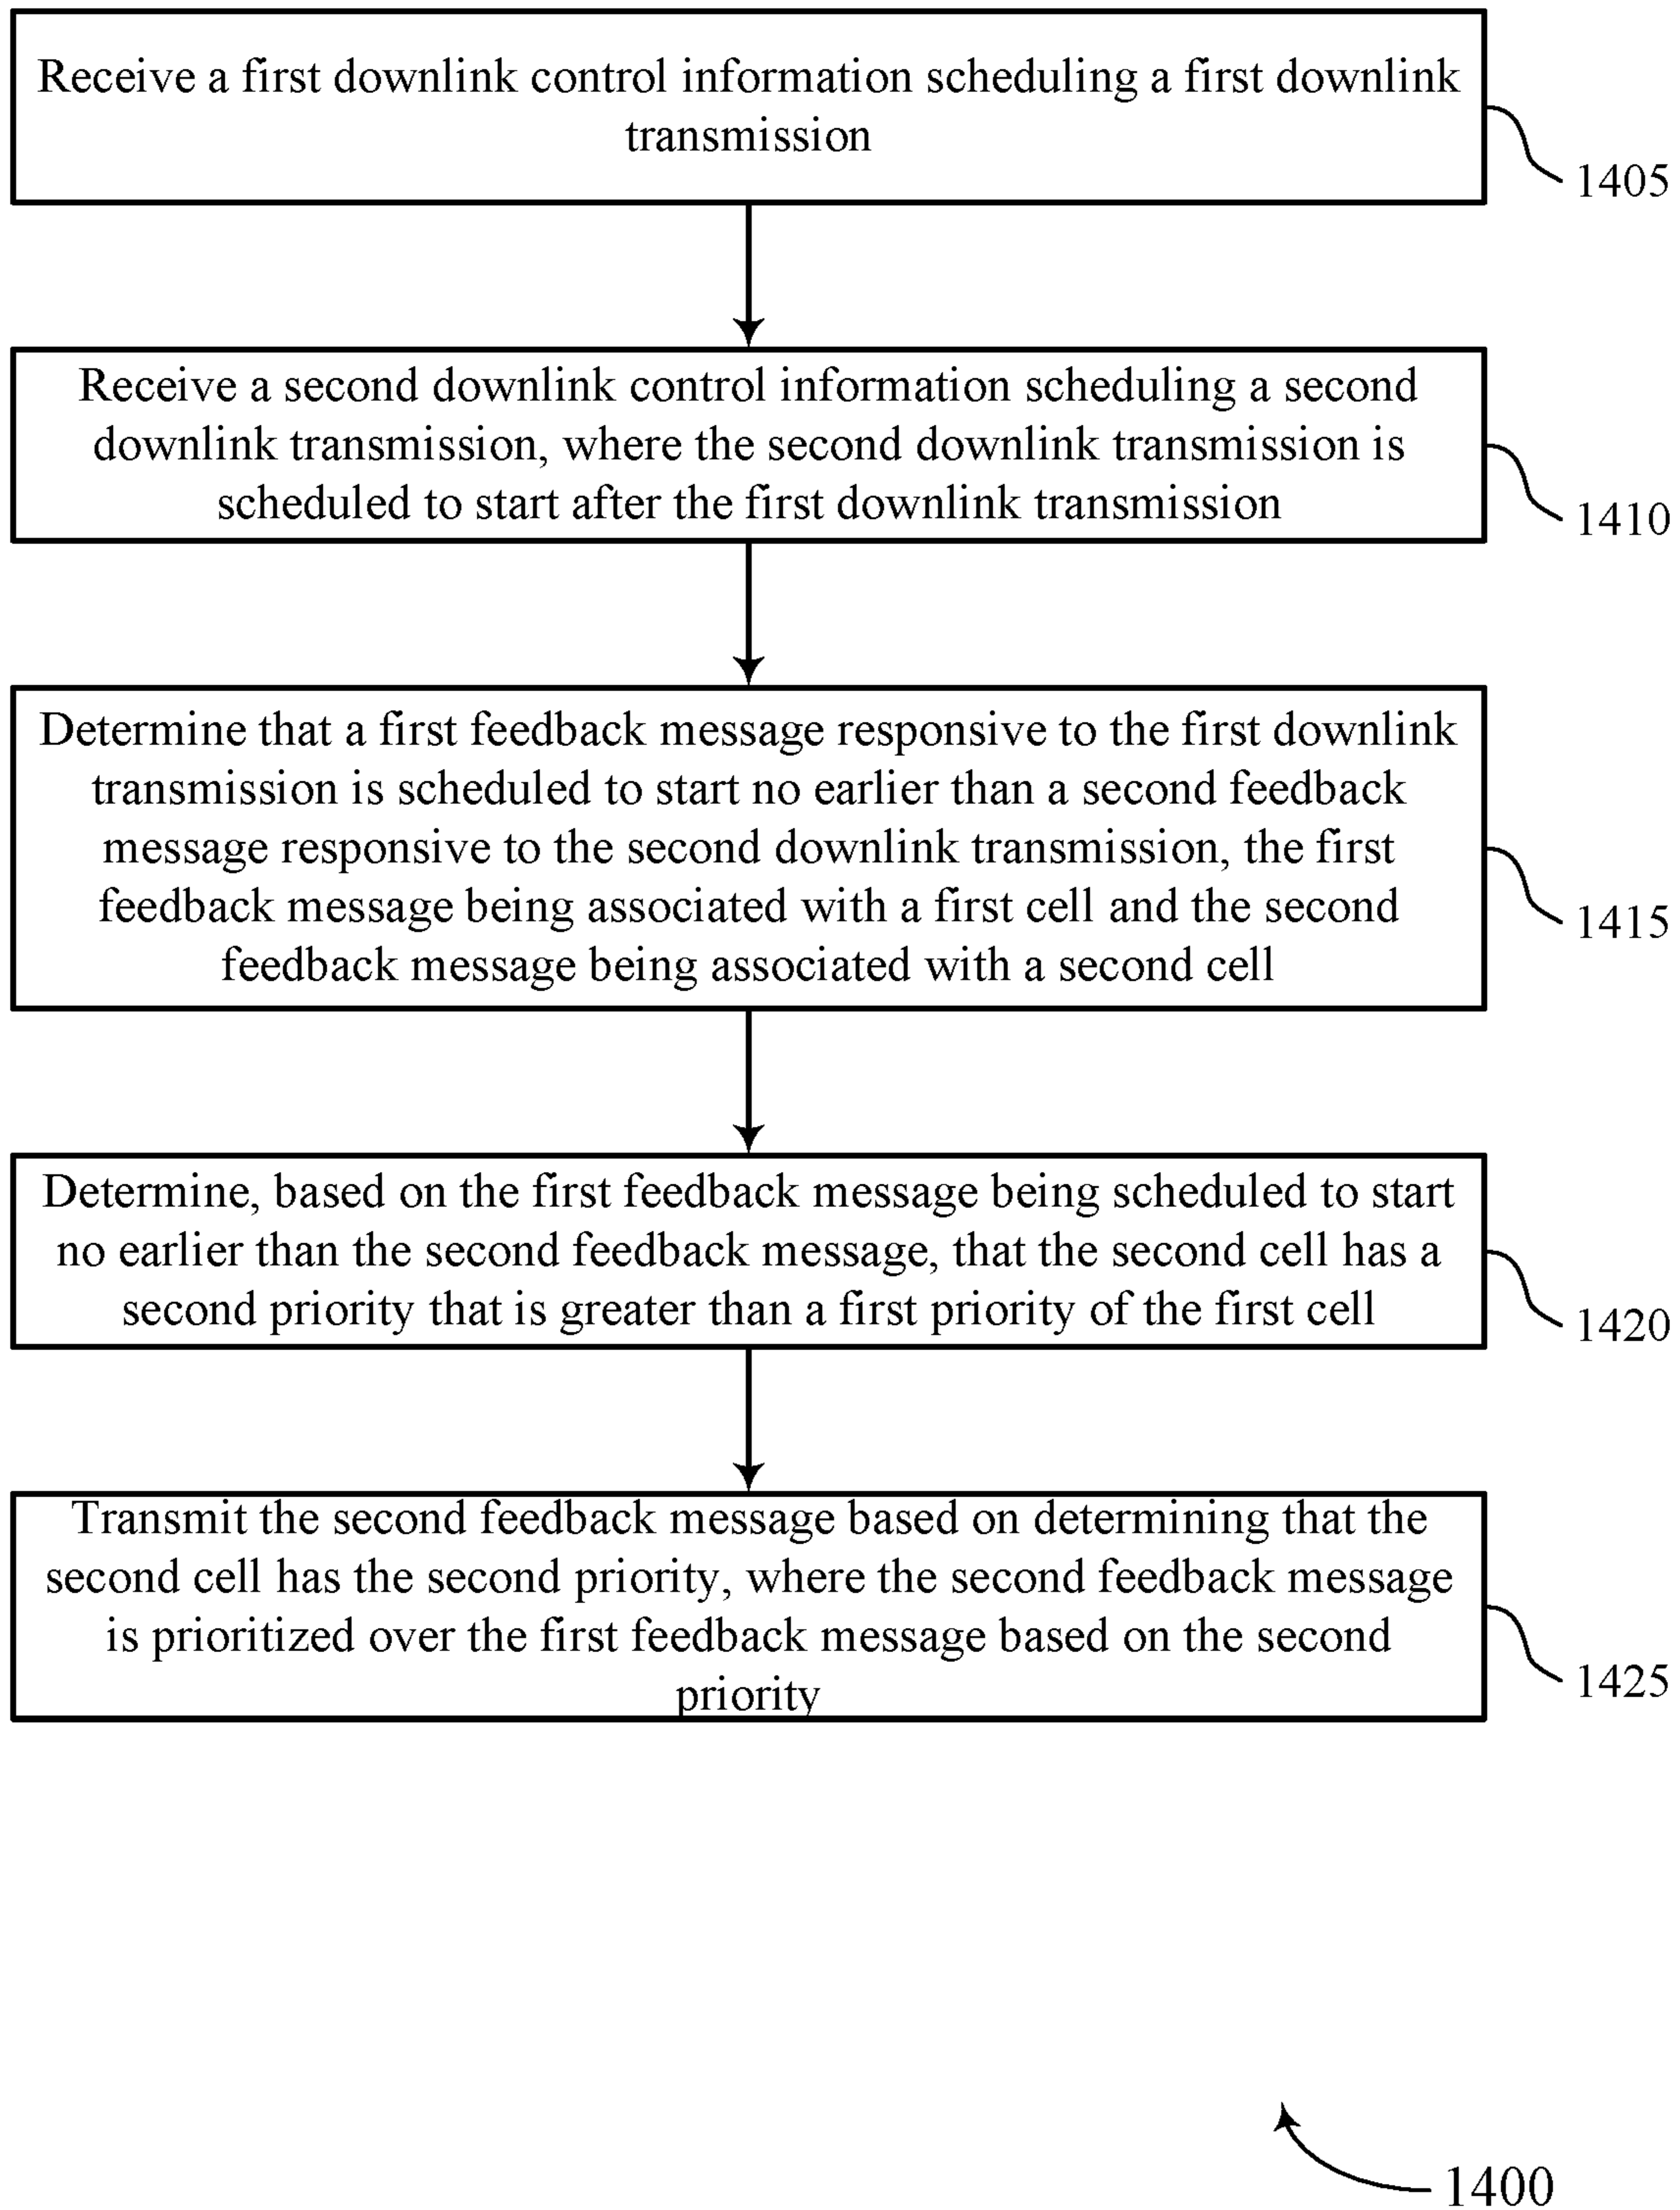 Receive a first downlink control information scheduling a first downlink
transmission
1405
Receive a second downlink control information scheduling a second
downlink transmission, where the second downlink transmission is
scheduled to start after the first downlink transmission
1410
Determine that a first feedback message responsive to the first downlink
transmission is scheduled to start no earlier than a second feedback
message responsive to the second downlink transmission, the first
feedback message being associated with a first cell and the second
feedback message being associated with a second cell
1415
Determine, based on the first feedback message being scheduled to start
no earlier than the second feedback message, that the second cell has a
second priority that is greater than a first priority of the first cell
1420
Transmit the second feedback message based on determining that the
second cell has the second priority, where the second feedback message
is prioritized over the first feedback message based on the second
priority
1425
1400